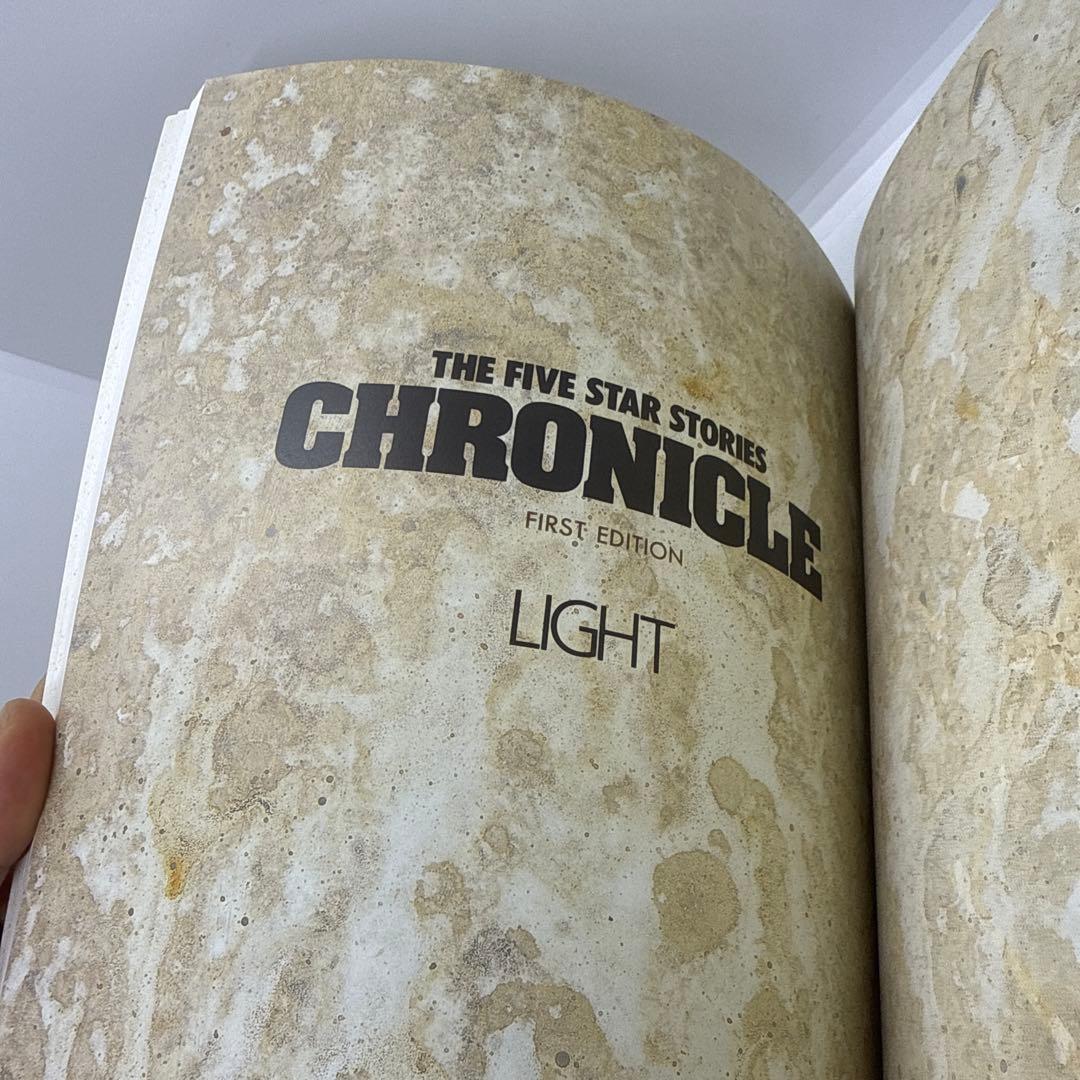 THE FIVE STAR STORIES
CHRONICLE
FIRST EDITION
LIGHT